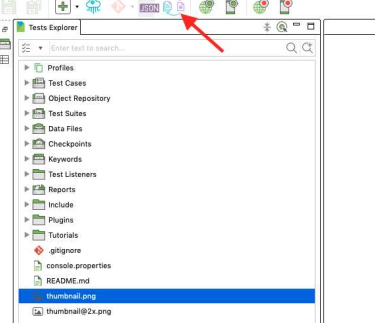 JSON
Tests Explorer
Enter text to search...
Profiles
Test Cases
Object Repository
Test Suites
Data Files
Checkpoints
Keywords
Test Listeners
Reports
Include
Plugins
Tutorials
.gitignore
console.properties
README.md
thumbnail.png
thumbnail@2x.png